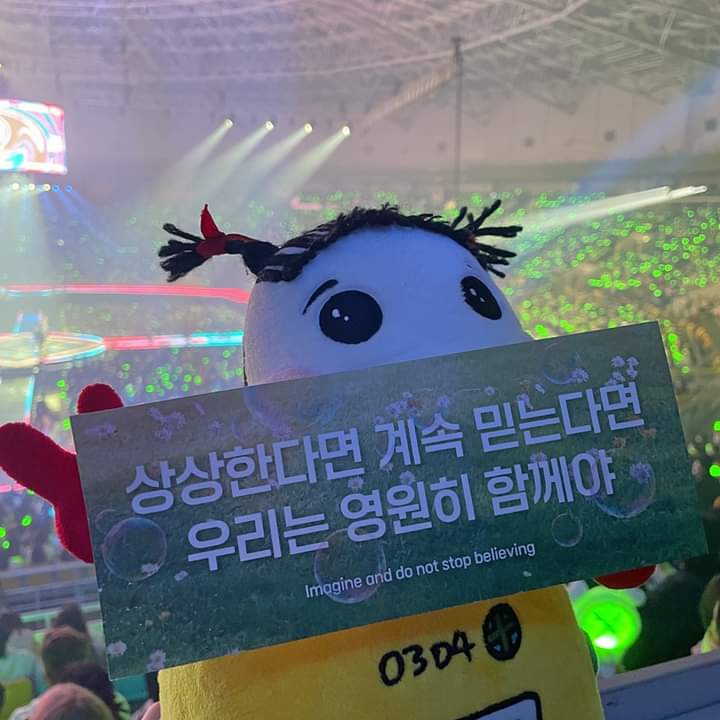 상상한다면 계속 믿는다면
우리는 영원히 함께야
Imagine and do not stop believing
0304